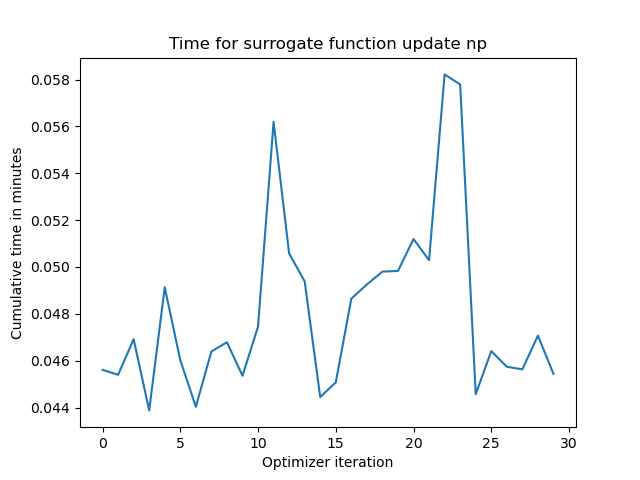 Time for surrogate function update np
Cumulative time in minutes
0.058
0.056
0.054
0.052
0.050
0.048
0.046
0.044
0 5 10 15 20 25 30
Optimizer iteration